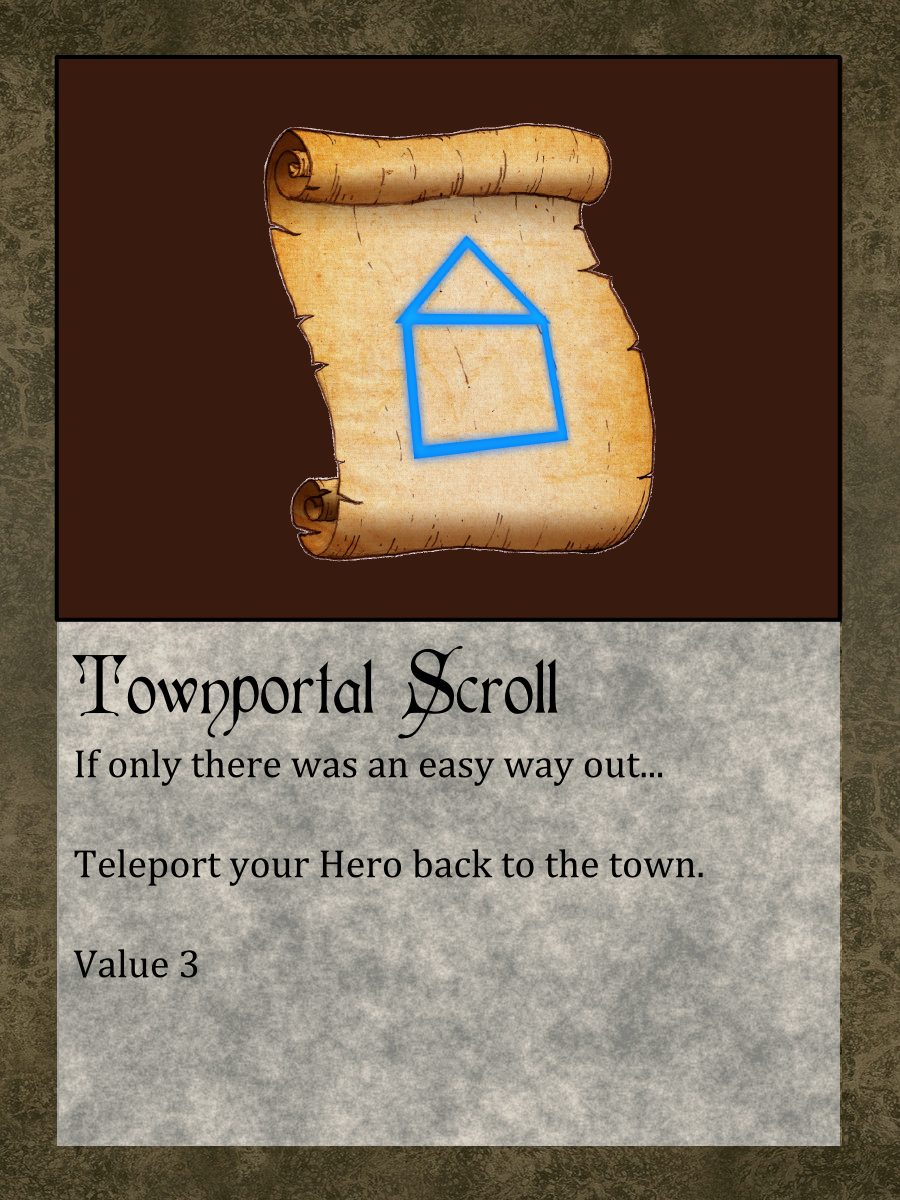 Townportal Scroll
If only there was an easy way out...
Teleport your Hero back to the town.
Value 3